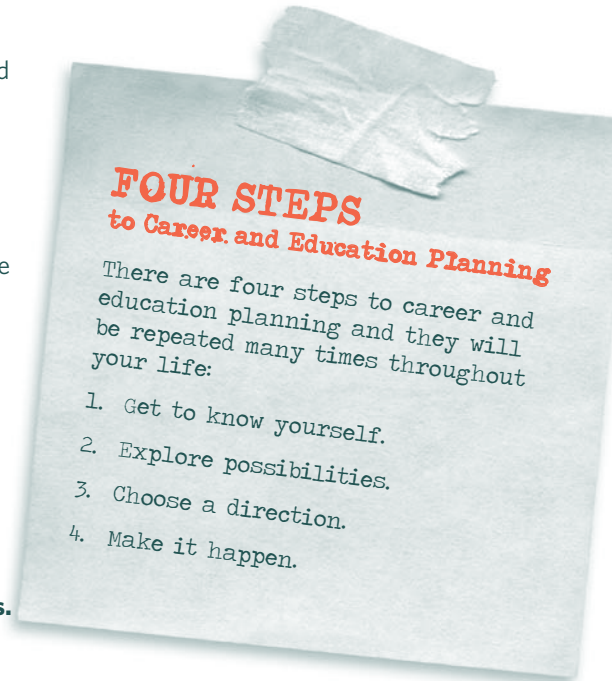 d
e
s.
FOUR STEPS
to Career and Education Planning
There are four steps to career and
education planning and they will
be repeated many times throughout
your life:
1. Get to know yourself.
2. Explore possibilities.
3. Choose a direction.
4. Make it happen.